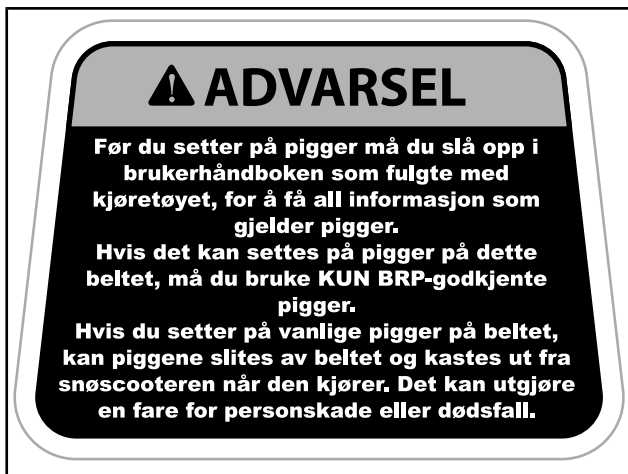 ADVARSEL
Før du setter på pigger må du slå opp i
brukerhåndboken som fulgte med
kjøretøyet, for å få all informasjon som
gjelder pigger.
Hvis det kan settes på pigger på dette
beltet, må du bruke KUN BRP-godkjente
pigger.
Hvis du setter på vanlige pigger på beltet,
kan piggene slites av beltet og kastes ut fra
snøscooteren når den kjører. Det kan utgjøre
en fare for personskade eller dødsfall.